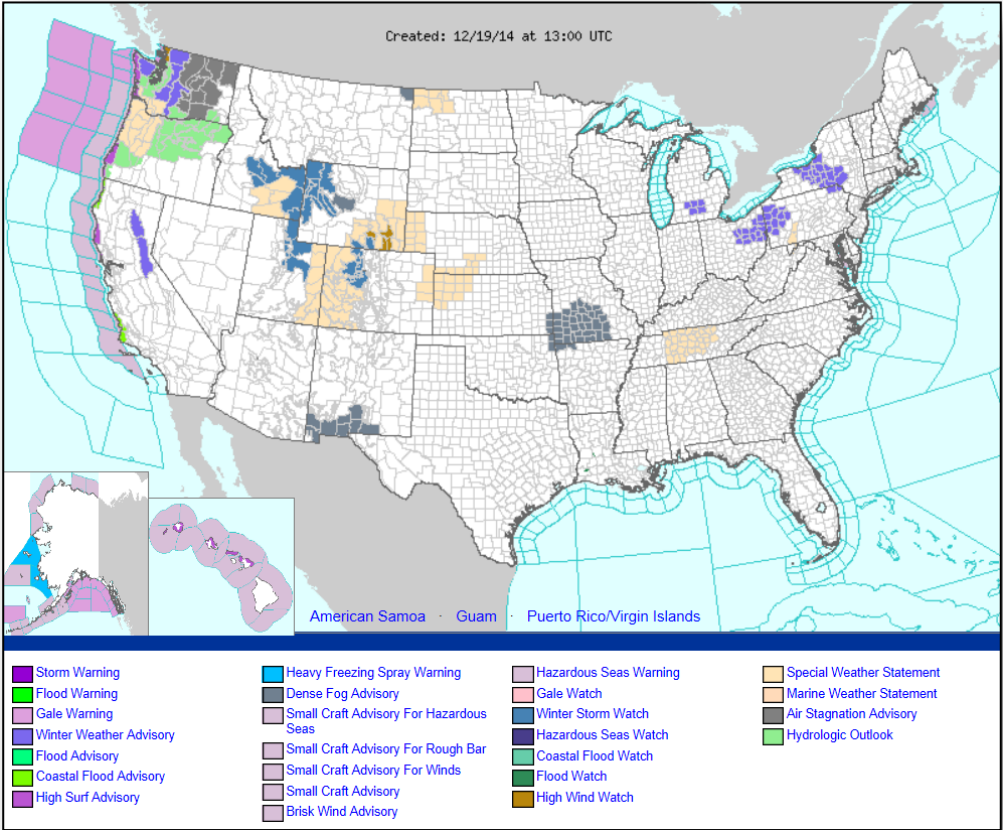 Created: 12/19/14 at 13:00 UTC
American Samoa · Guam · Puerto Rico/Virgin Islands
Storm Warning
Flood Warning
Gale Warning
Winter Weather Advisory
Flood Advisory
Coastal Flood Advisory
High Surf Advisory
Heavy Freezing Spray Warning
Dense Fog Advisory
Small Craft Advisory For Hazardous
Seas
Small Craft Advisory For Rough Bar
Small Craft Advisory For Winds
Small Craft Advisory
Brisk Wind Advisory
Hazardous Seas Warning
Gale Watch
Winter Storm Watch
Hazardous Seas Watch
Coastal Flood Watch
Flood Watch
High Wind Watch
Special Weather Statement
Marine Weather Statement
Air Stagnation Advisory
Hydrologic Outlook